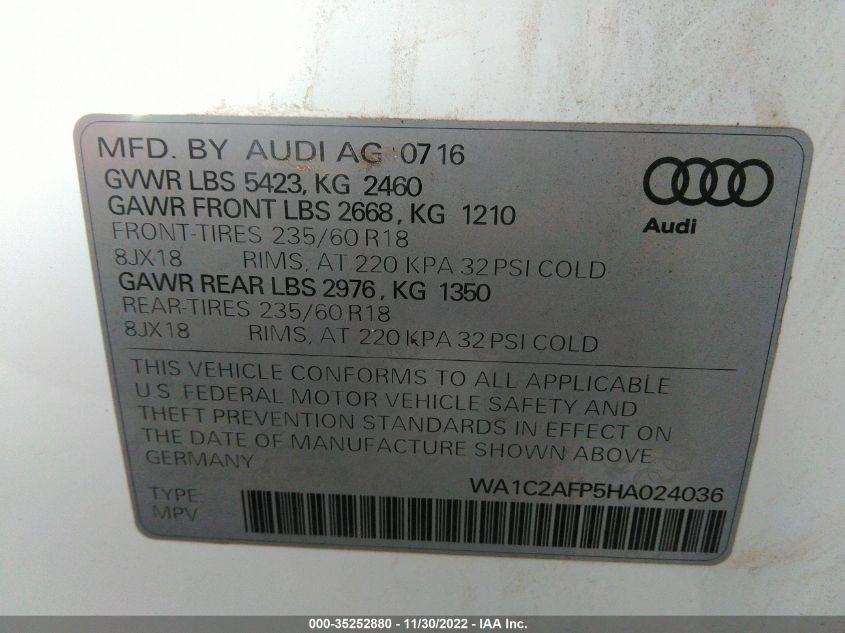 MFD. BY AUDI AG 07 16
GVWR LBS 5423, KG 2460
GAWR FRONT LBS 2668, KG 1210
FRONT-TIRES 235/60 R18
8JX18 RIMS, AT 220 KPA 32 PSI COLD
GAWR REAR LBS 2976, KG 1350
REAR-TIRES 235/60 R18
8JX18 RIMS, AT 220 KPA 32 PSI COLD
Audi
THIS VEHICLE CONFORMS TO ALL APPLICABLE
U.S. FEDERAL MOTOR VEHICLE SAFETY AND
THEFT PREVENTION STANDARDS IN EFFECT ON
THE DATE OF MANUFACTURE SHOWN ABOVE
GERMANY
WA1C2AFP5HA024036
TYPE
MPV
000-35252880 - 11/30/2022 - IAA Inc.